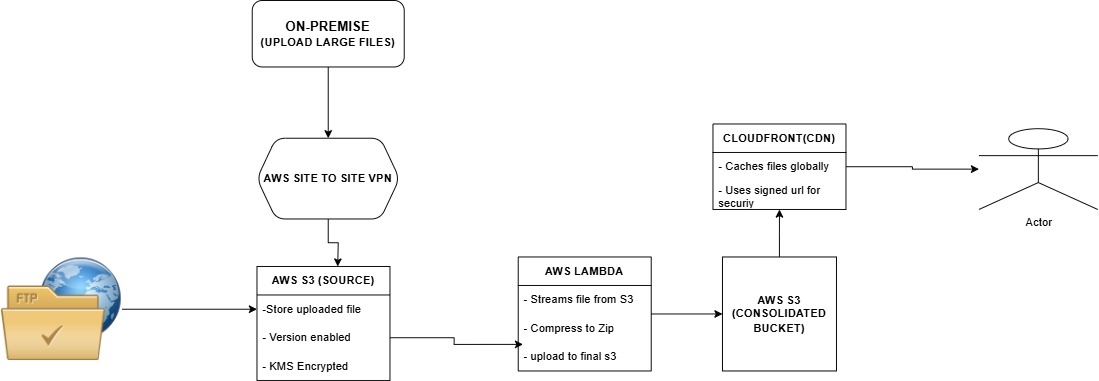 ON-PREMISE
(UPLOAD LARGE FILES)
AWS SITE TO SITE VPN
FTP
AWS S3 (SOURCE)
-Store uploaded file
- Version enabled
- KMS Encrypted
AWS LAMBDA
- Streams file from S3
- Compress to Zip
- upload to final s3
AWS S3
(CONSOLIDATED
BUCKET)
CLOUDFRONT(CDN)
- Caches files globally
- Uses signed url for
securiy
Actor